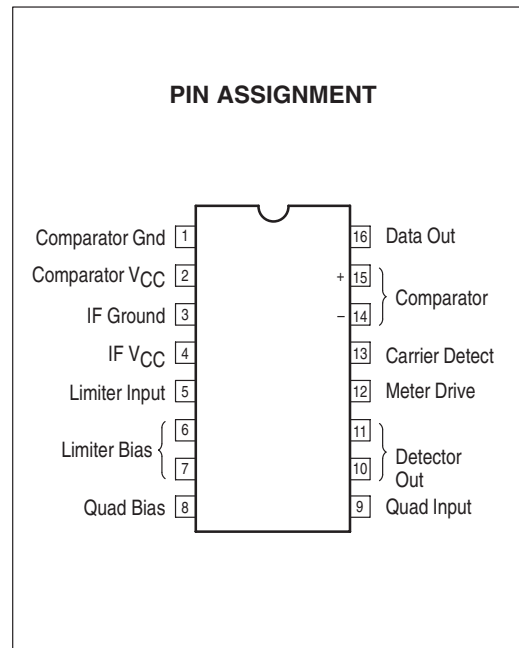 PIN ASSIGNMENT
Comparator Gnd 1
16 Data Out
Comparator VCC 2
+ 15
Comparator
IF Ground 3
– 14
IF VCC 4
13 Carrier Detect
Limiter Input 5
12 Meter Drive
Limiter Bias
6
11
7
10
Detector
Out
Quad Bias 8
9 Quad Input